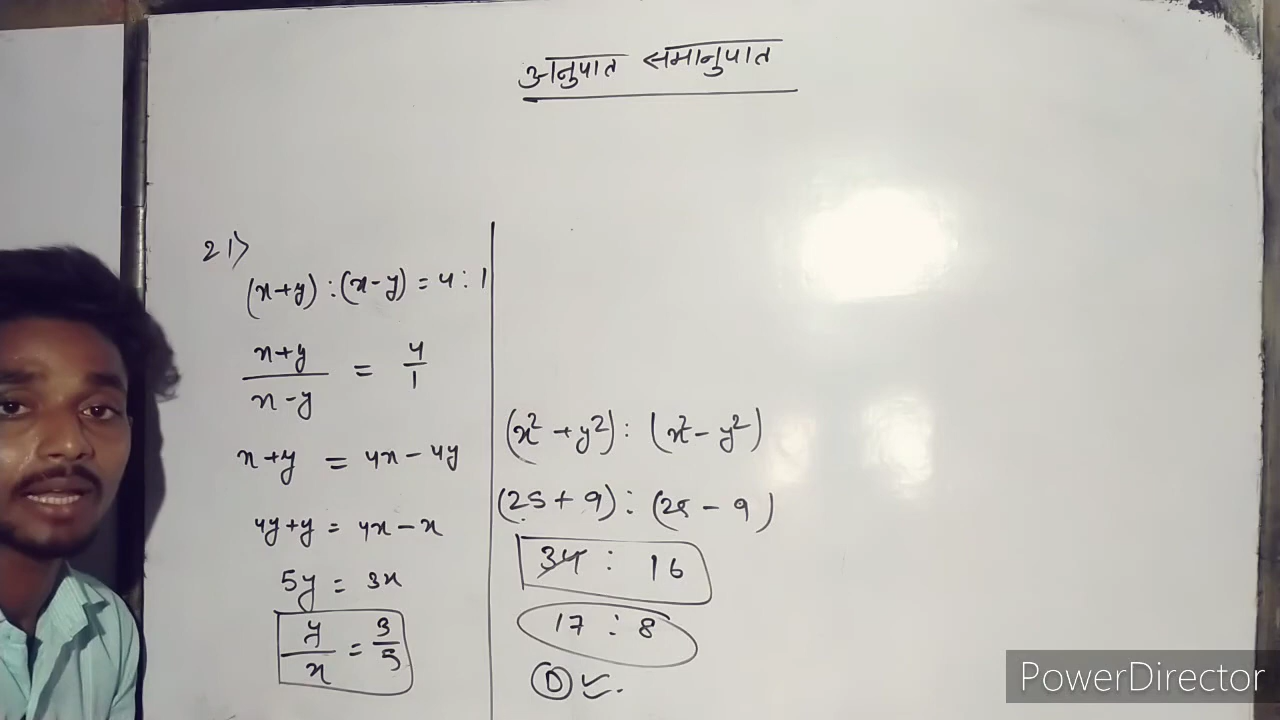 अनुपात समानुपात
21>
(x+y) : (x-y) = 4 : 1
x+y / x-y = 4/1
x+y = 4x-4y
4y+y = 4x-x
5y = 3x
y/x = 3/5
(x²+y²) : (x²-y²)
(25+9) : (25-9)
34 : 16
17 : 8
D
PowerDirector